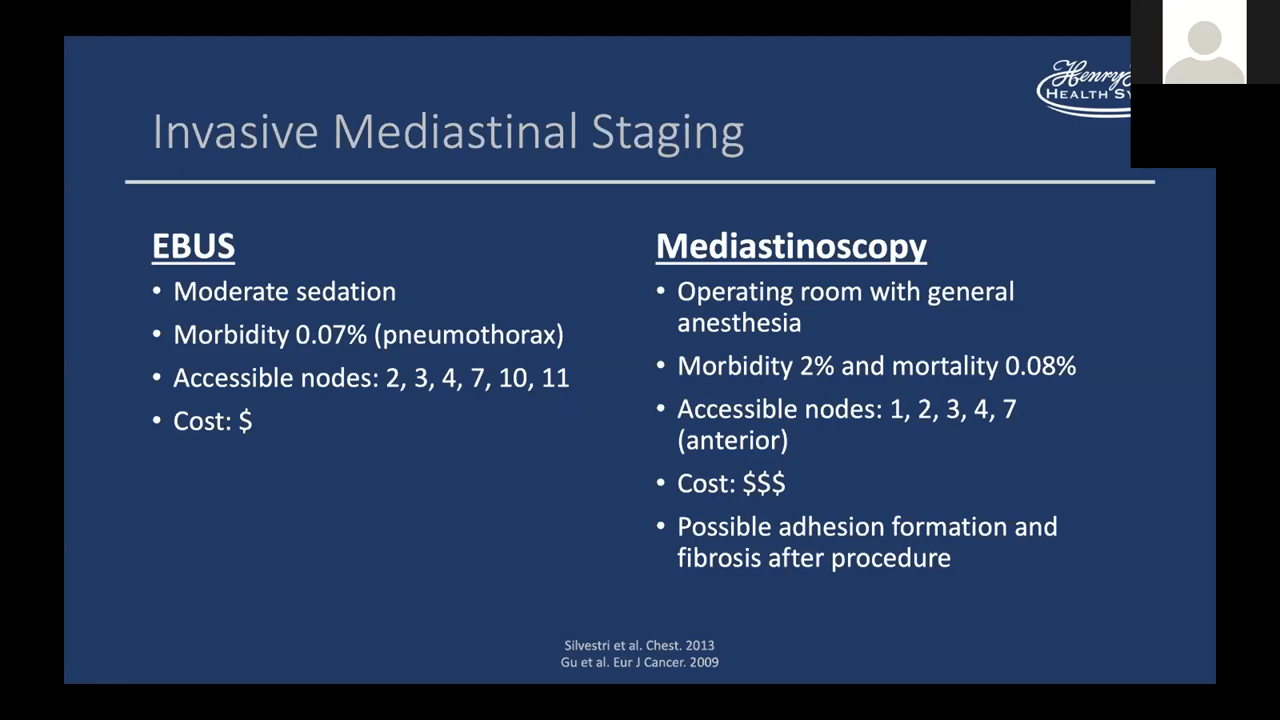 Henry
HEALTH SY
Invasive Mediastinal Staging
EBUS
• Moderate sedation
• Morbidity 0.07% (pneumothorax)
• Accessible nodes: 2, 3, 4, 7, 10, 11
• Cost: $
Mediastinoscopy
• Operating room with general
anesthesia
• Morbidity 2% and mortality 0.08%
• Accessible nodes: 1, 2, 3, 4, 7
(anterior)
• Cost: $$$
• Possible adhesion formation and
fibrosis after procedure
Silvestri et al. Chest. 2013
Gu et al. Eur J Cancer. 2009